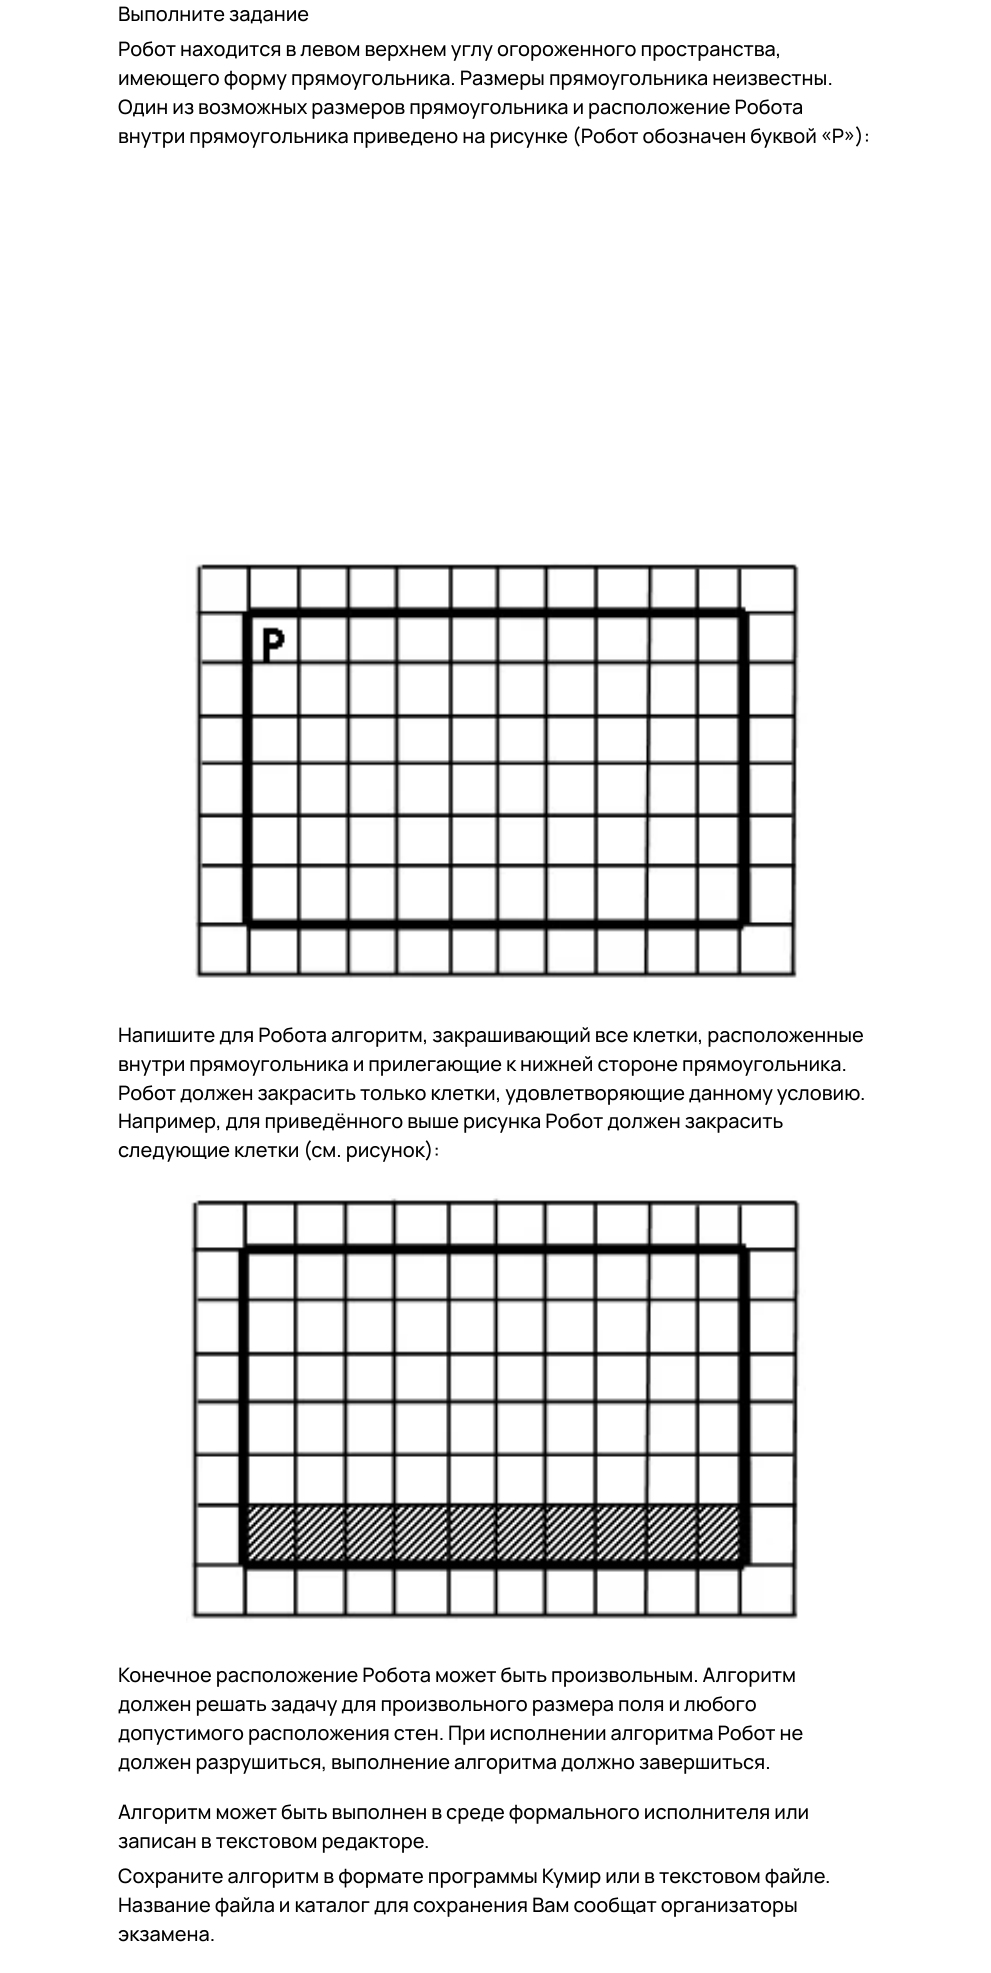 Выполните задание
Робот находится в левом верхнем углу огороженного пространства,
имеющего форму прямоугольника. Размеры прямоугольника неизвестны.
Один из возможных размеров прямоугольника и расположение Робота
внутри прямоугольника приведено на рисунке (Робот обозначен буквой «Р»):
Р
Напишите для Робота алгоритм, закрашивающий все клетки, расположенные
внутри прямоугольника и прилегающие к нижней стороне прямоугольника.
Робот должен закрасить только клетки, удовлетворяющие данному условию.
Например, для приведённого выше рисунка Робот должен закрасить
следующие клетки (см. рисунок):
Конечное расположение Робота может быть произвольным. Алгоритм
должен решать задачу для произвольного размера поля и любого
допустимого расположения стен. При исполнении алгоритма Робот не
должен разрушиться, выполнение алгоритма должно завершиться.
Алгоритм может быть выполнен в среде формального исполнителя или
записан в текстовом редакторе.
Сохраните алгоритм в формате программы Кумир или в текстовом файле.
Название файла и каталог для сохранения Вам сообщат организаторы
экзамена.